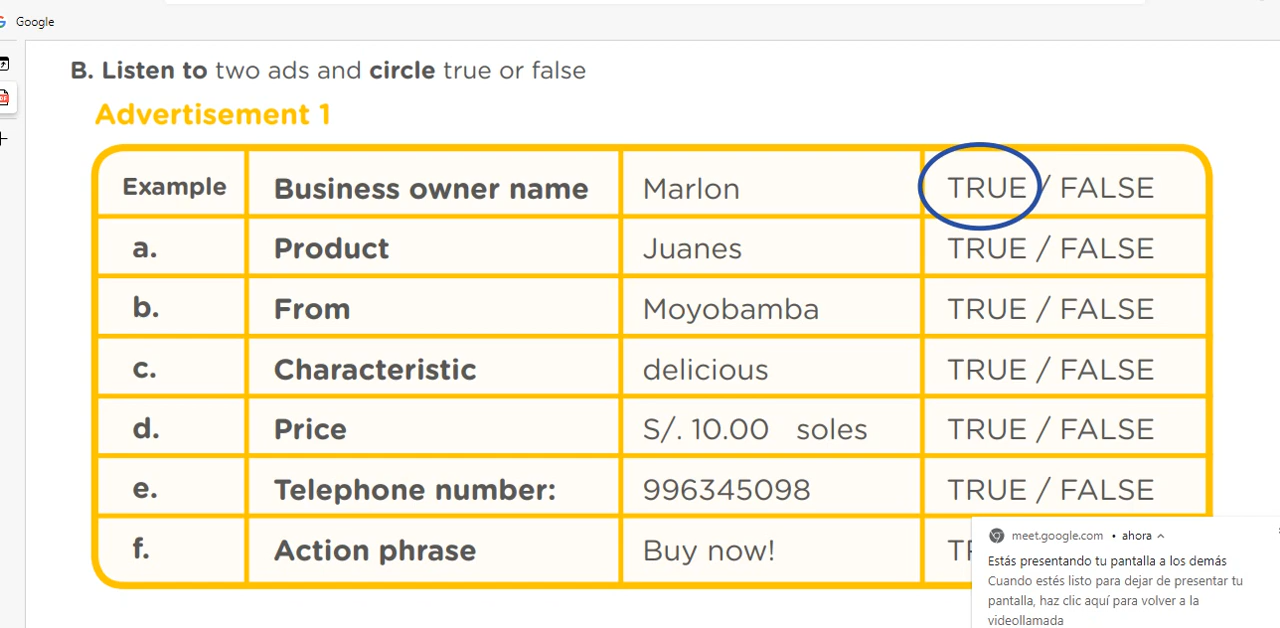 Google
B. Listen to two ads and circle true or false
Advertisement 1
Example Business owner name Marlon TRUE / FALSE
a. Product Juanes TRUE / FALSE
b. From Moyobamba TRUE / FALSE
c. Characteristic delicious TRUE / FALSE
d. Price S/. 10.00 soles TRUE / FALSE
e. Telephone number: 996345098 TRUE / FALSE
f. Action phrase Buy now!
meet.google.com • ahora
Estás presentando tu pantalla a los demás
Cuando estés listo para dejar de presentar tu
pantalla, haz clic aquí para volver a la
videollamada